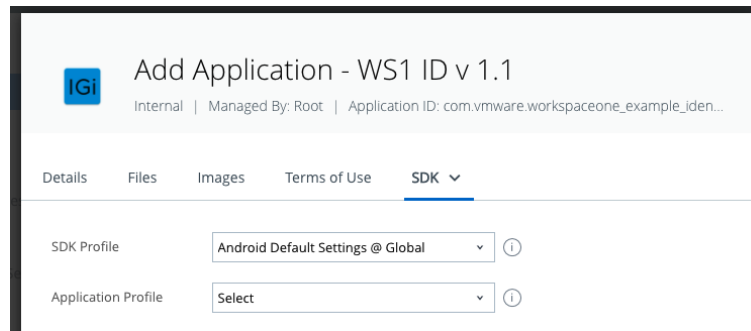 IGi
Add Application - WS1 ID v 1.1
Internal | Managed By: Root | Application ID: com.vmware.workspaceone_example_iden...
Details Files Images Terms of Use SDK
SDK Profile Android Default Settings @ Global
Application Profile Select